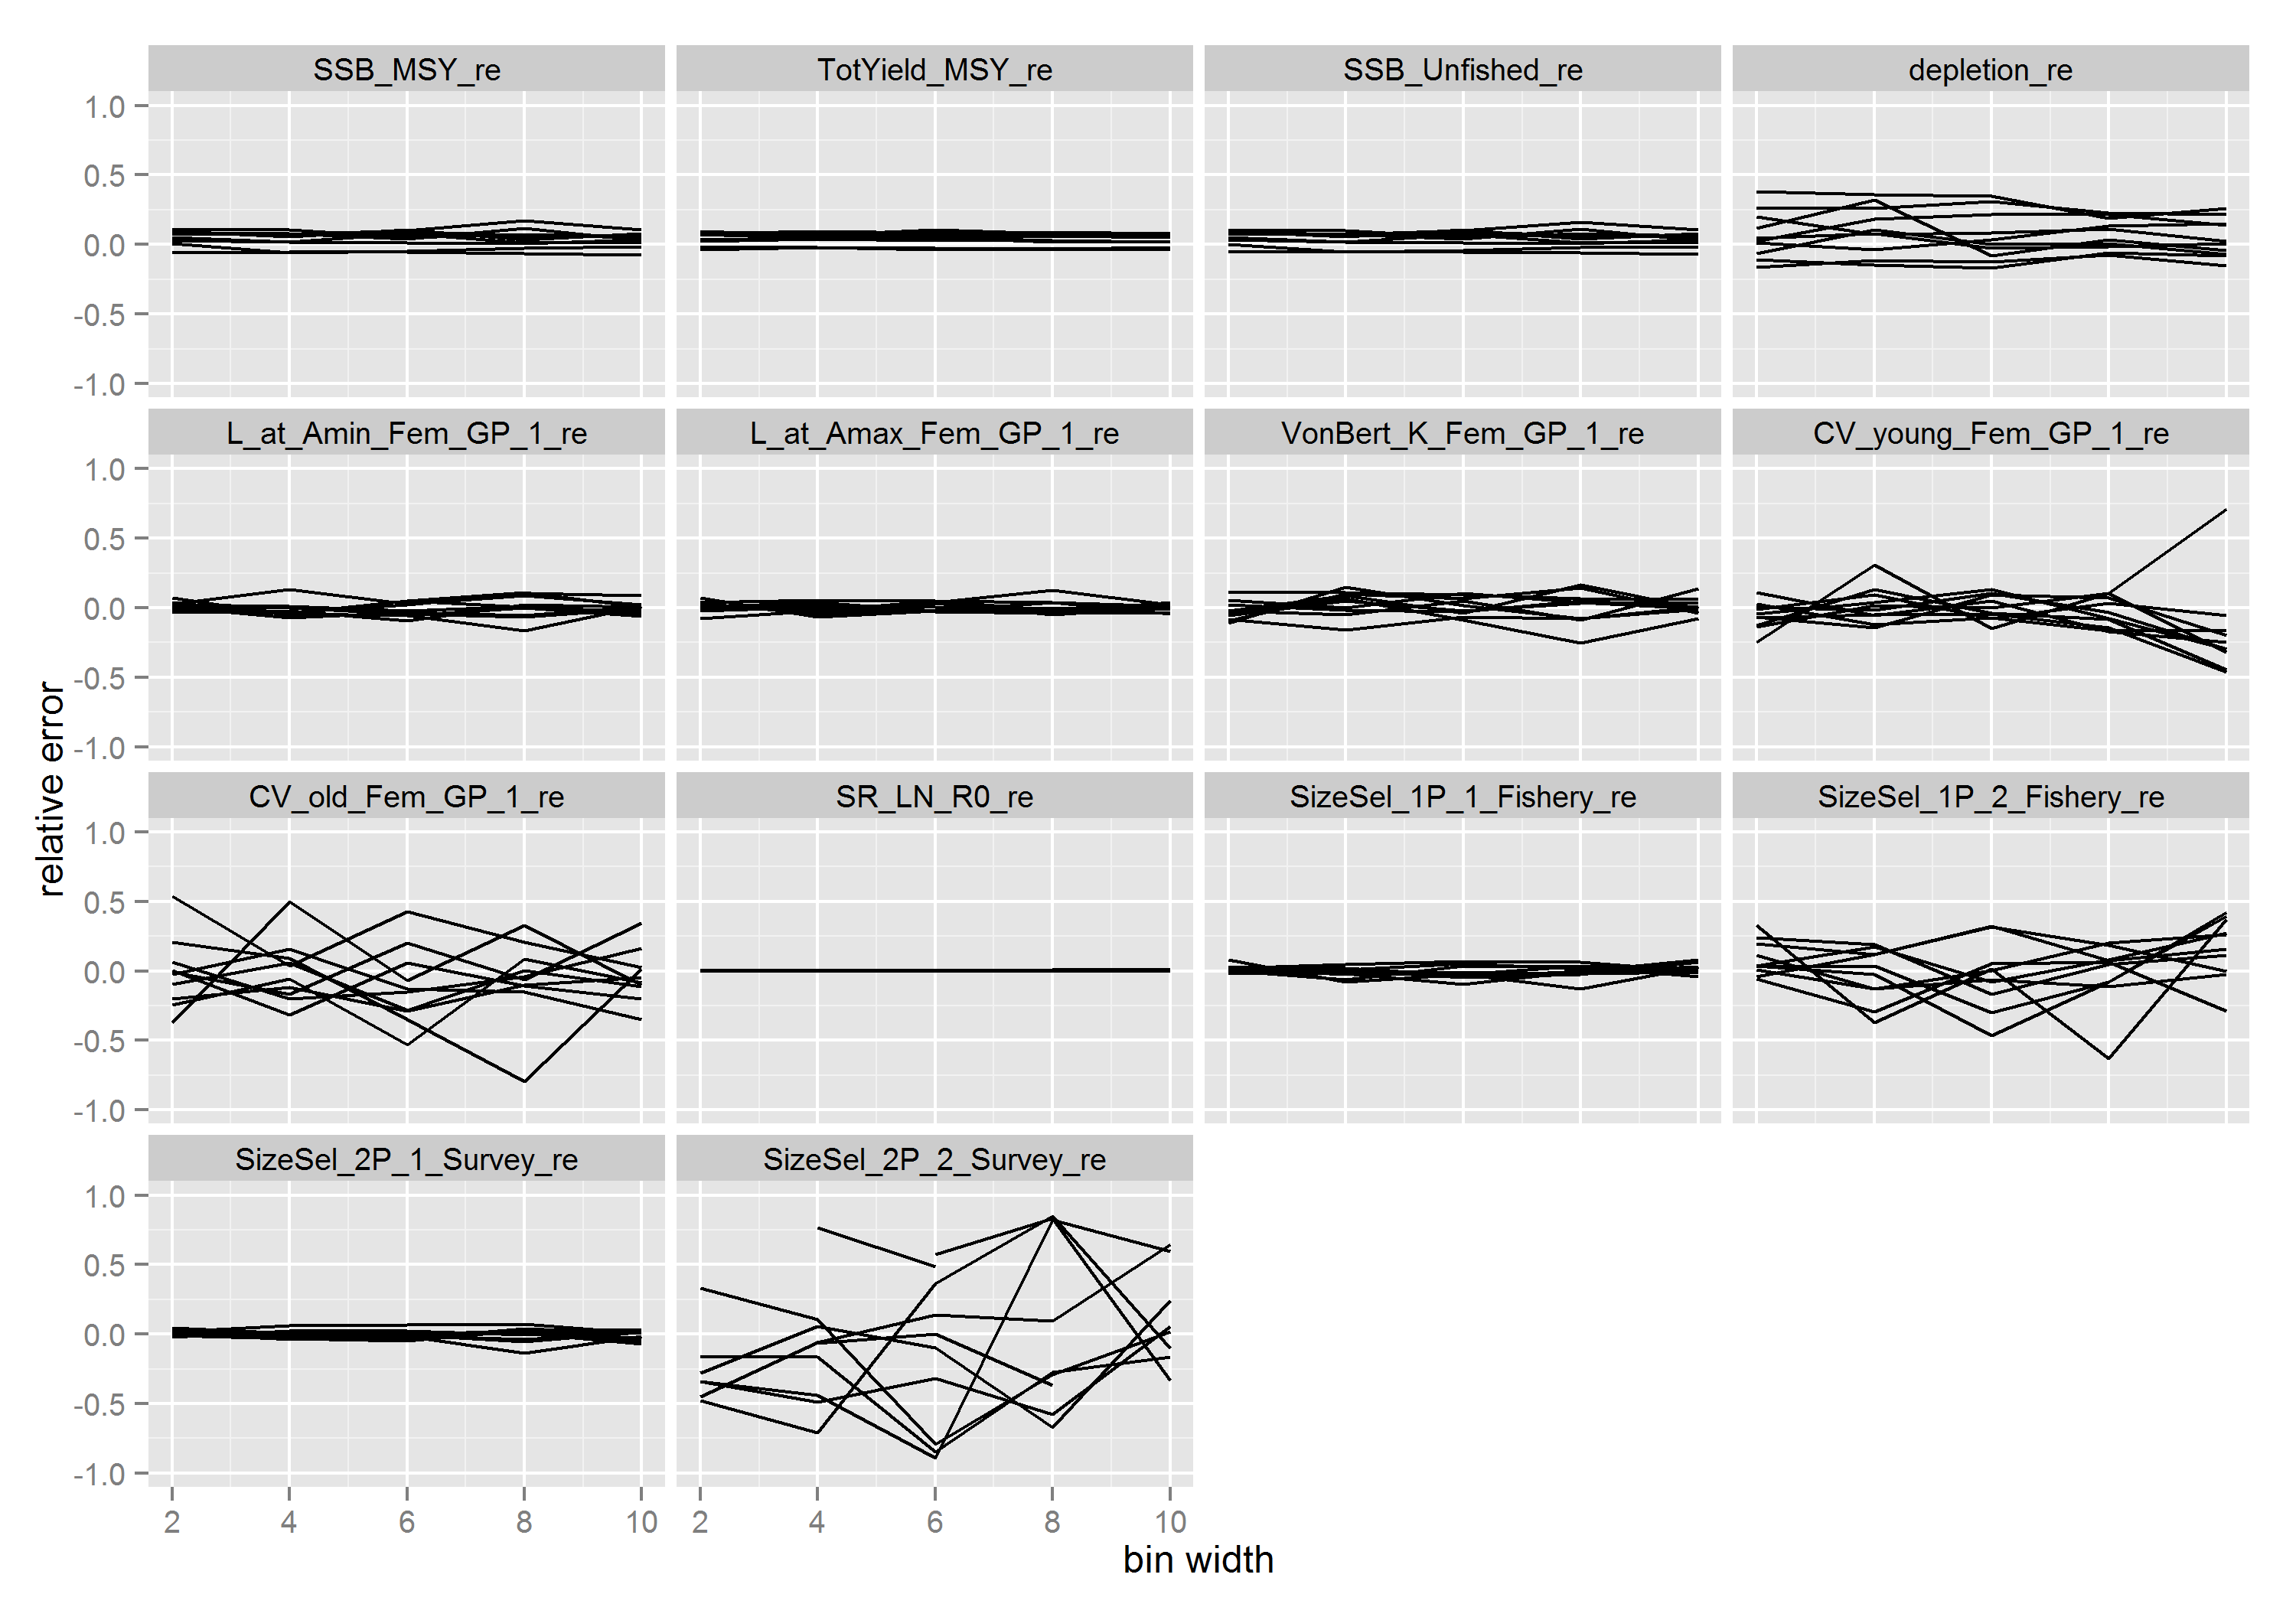 SSB_MSY_re TotYield_MSY_re SSB_Unfished_re depletion_re
1.0
0.5
0.0
-0.5
-1.0
L_at_Amin_Fem_GP_1_re L_at_Amax_Fem_GP_1_re VonBert_K_Fem_GP_1_re CV_young_Fem_GP_1_re
1.0
0.5
0.0
-0.5
-1.0
CV_old_Fem_GP_1_re SR_LN_R0_re SizeSel_1P_1_Fishery_re SizeSel_1P_2_Fishery_re
1.0
0.5
0.0
-0.5
-1.0
SizeSel_2P_1_Survey_re SizeSel_2P_2_Survey_re
1.0
0.5
0.0
-0.5
-1.0
2 4 6 8 10 2 4 6 8 10
bin width
relative error